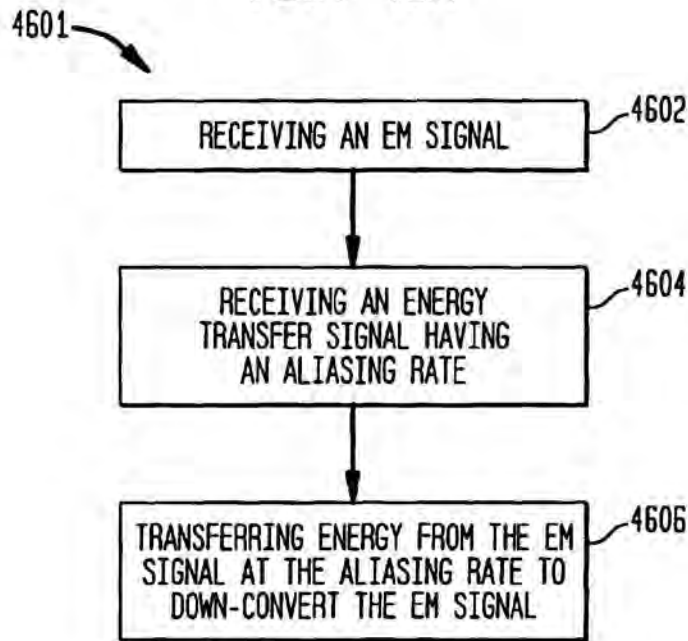 4601
4602
RECEIVING AN EM SIGNAL
4604
RECEIVING AN ENERGY
TRANSFER SIGNAL HAVING
AN ALIASING RATE
4606
TRANSFERRING ENERGY FROM THE EM
SIGNAL AT THE ALIASING RATE TO
DOWN-CONVERT THE EM SIGNAL